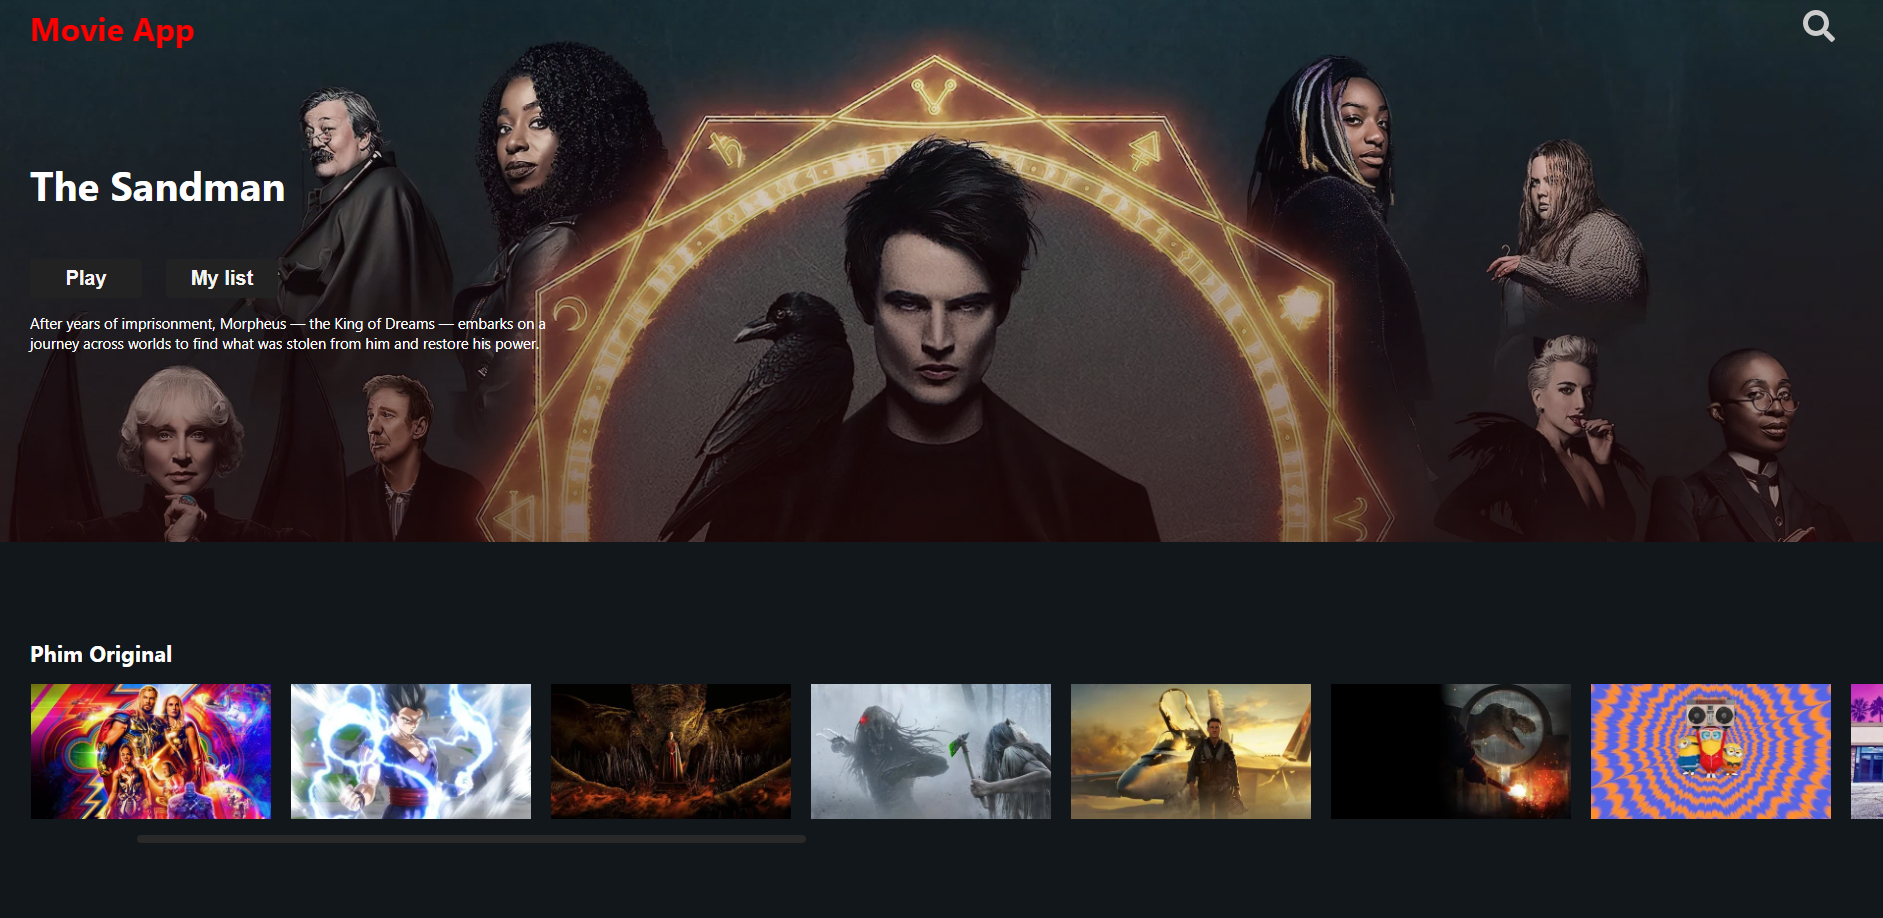 Movie App
The Sandman
Play
My list
After years of imprisonment, Morpheus — the King of Dreams — embarks on a
journey across worlds to find what was stolen from him and restore his power.
Phim Original